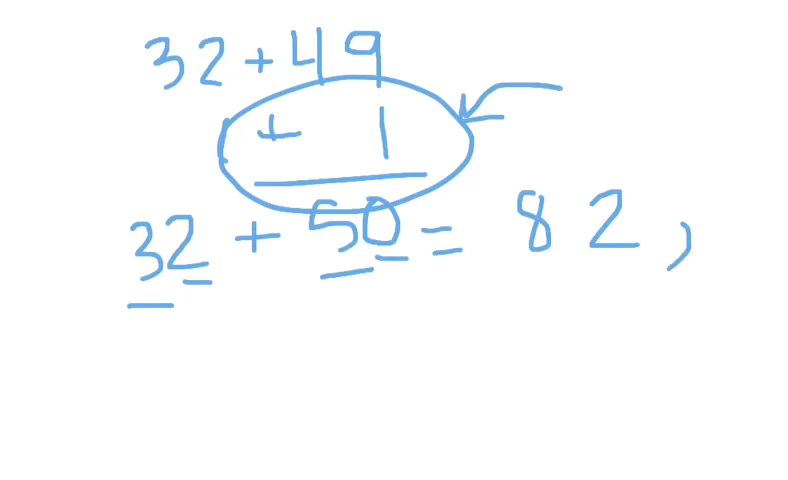 32+49
+ 1
32 + 50 = 82,